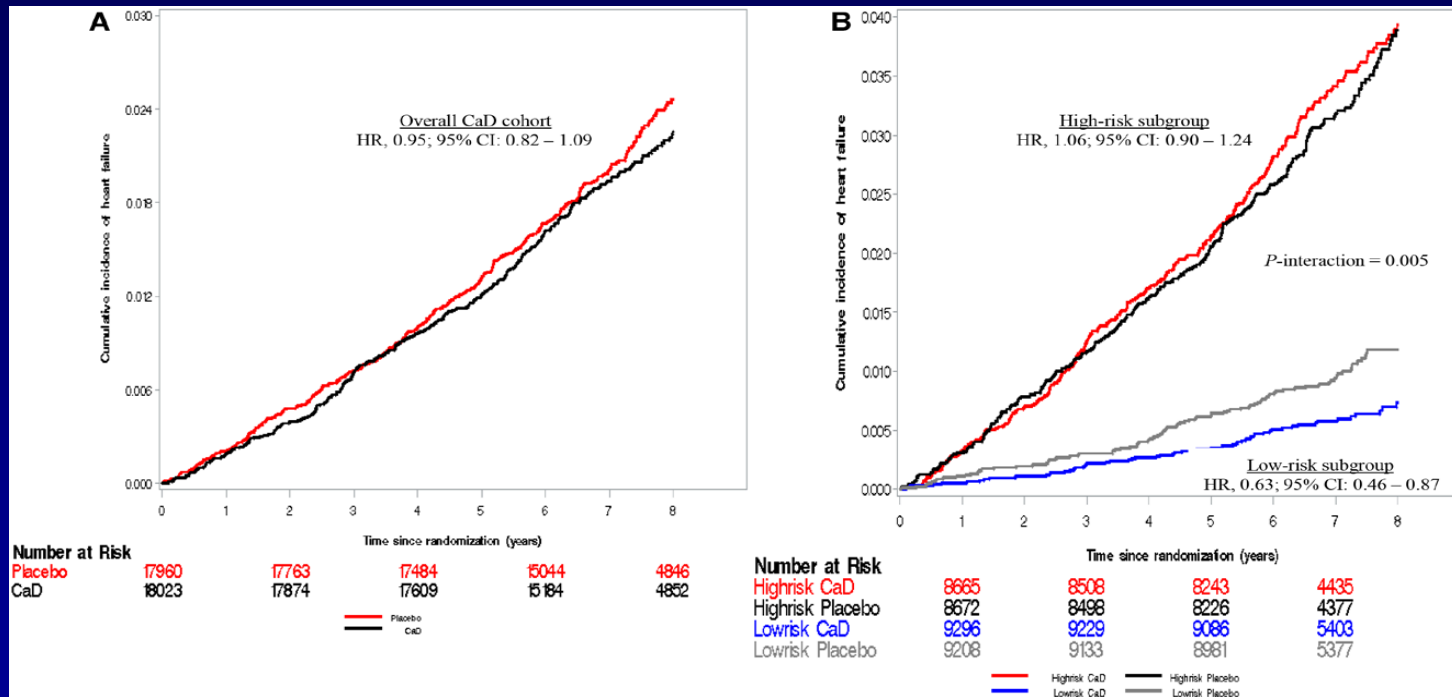 A
0.030
0.024
0.018
0.012
0.006
0.000
Cumulative incidence of heart failure
Overall CaD cohort
HR, 0.95; 95% CI: 0.82 – 1.09
0 1 2 3 4 5 6 7 8
Time since randomization (years)
Number at Risk
Placebo 17960 17763 17484 15044 4846
CaD 18023 17874 17609 15184 4852
Placebo
CaD
B
0.040
0.035
0.030
0.025
0.020
0.015
0.010
0.005
0.000
Cumulative incidence of heart failure
High-risk subgroup
HR, 1.06; 95% CI: 0.90 – 1.24
P-interaction = 0.005
Low-risk subgroup
HR, 0.63; 95% CI: 0.46 – 0.87
0 1 2 3 4 5 6 7 8
Time since randomization (years)
Number at Risk
Highrisk CaD 8665 8508 8243 4435
Highrisk Placebo 8672 8498 8226 4377
Lowrisk CaD 9296 9229 9086 5403
Lowrisk Placebo 9208 9133 8981 5377
Highrisk CaD Highrisk Placebo
Lowrisk CaD Lowrisk Placebo